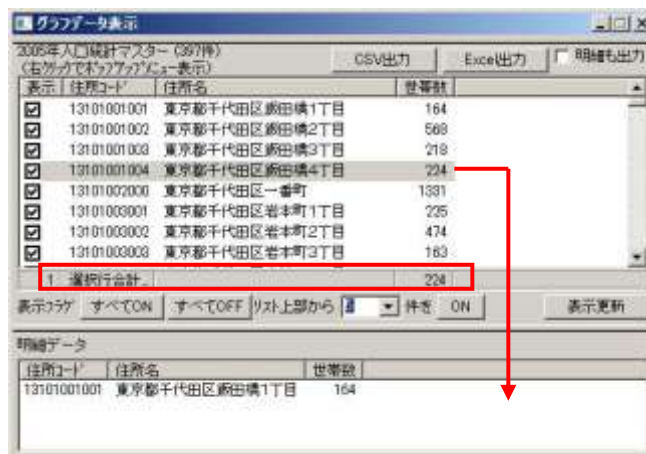 グラフデータ表示
2005年人口統計マスター (397件)
(右クリックでポップアップメニュー表示)
CSV出力 Excel出力 明細も出力
表示 住所コード 住所名 世帯数
13101001001 東京都千代田区飯田橋1丁目 164
13101001002 東京都千代田区飯田橋2丁目 568
13101001003 東京都千代田区飯田橋3丁目 218
13101001004 東京都千代田区飯田橋4丁目 224
13101002000 東京都千代田区一番町 1331
13101003001 東京都千代田区岩本町1丁目 235
13101003002 東京都千代田区岩本町2丁目 474
13101003003 東京都千代田区岩本町3丁目 163
1 選択行合計 224
表示フラグ すべてON すべてOFF リスト上部から 件を ON 表示更新
明細データ
住所コード 住所名 世帯数
13101001001 東京都千代田区飯田橋1丁目 164